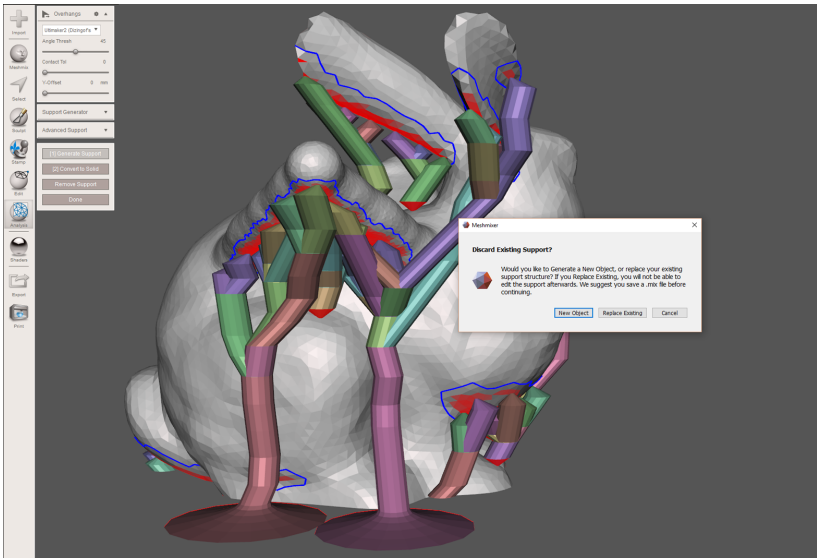 Import
Meshmix
Select
Sculpt
Stamp
Edit
Analysis
Shaders
Export
Print
Overhangs
Ultimaker2 (Disingel's
Angle Thresh 45
Contact Tol 0
Y-Offset 0 mm
Support Generator
Advanced Support
[1] Generate Support
[2] Convert to Solid
Remove Support
Done
Meshmixer
Discard Existing Support?
Would you like to Generate a New Object, or replace your existing
support structure? If you Replace Existing, you will not be able to
edit the support afterwards. We suggest you save a .mix file before
continuing.
New Object Replace Existing Cancel